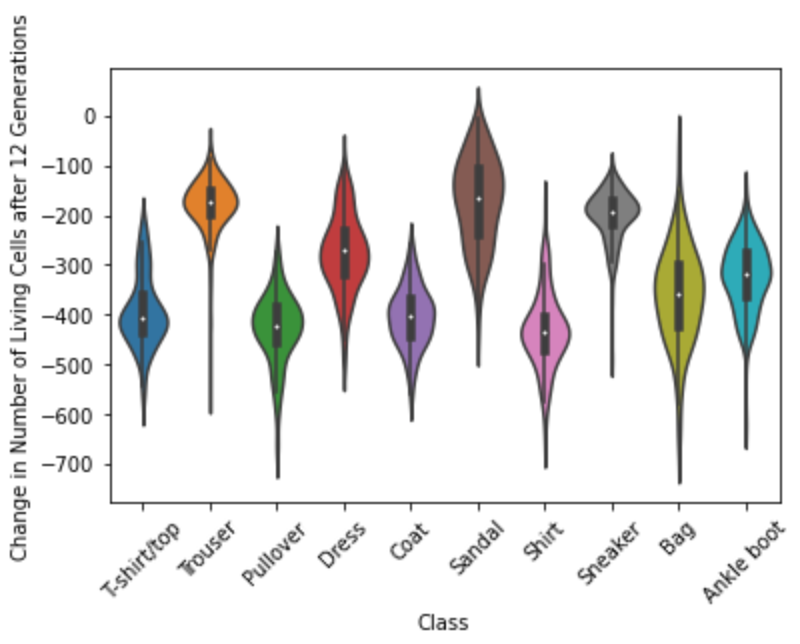 Change in Number of Living Cells after 12 Generations
0
−100
−200
−300
−400
−500
−600
−700
T-shirt/top
Trouser
Pullover
Dress
Coat
Sandal
Shirt
Sneaker
Bag
Ankle boot
Class